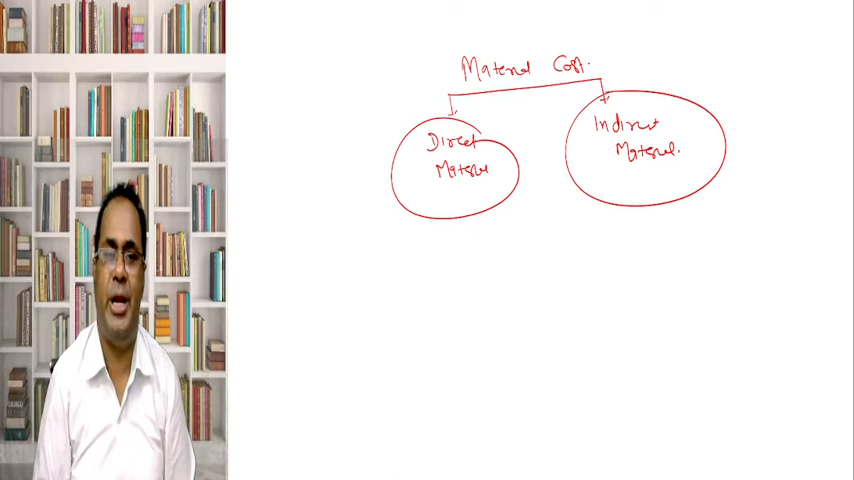 Material Cost.
Direct
Material
Indirect
Material.